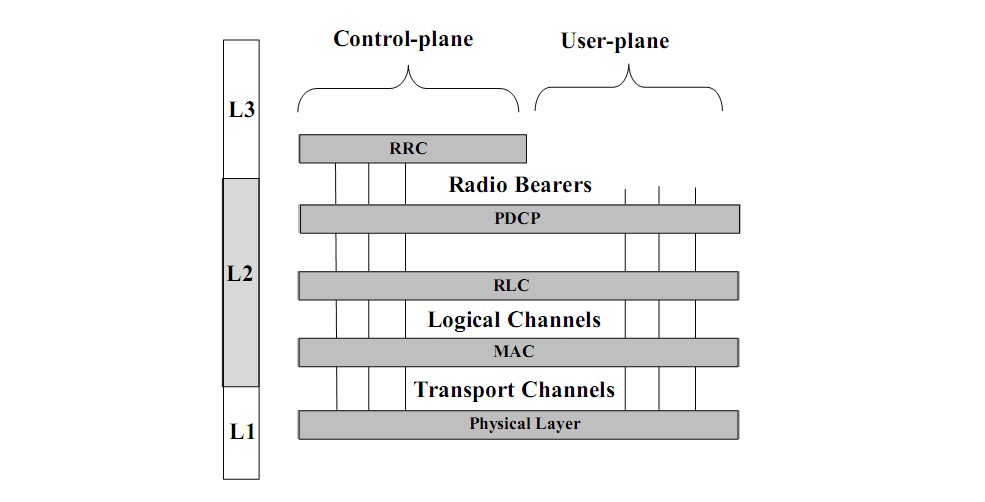 Control-plane
User-plane
L3
RRC
Radio Bearers
PDCP
L2
RLC
Logical Channels
MAC
Transport Channels
Physical Layer
L1